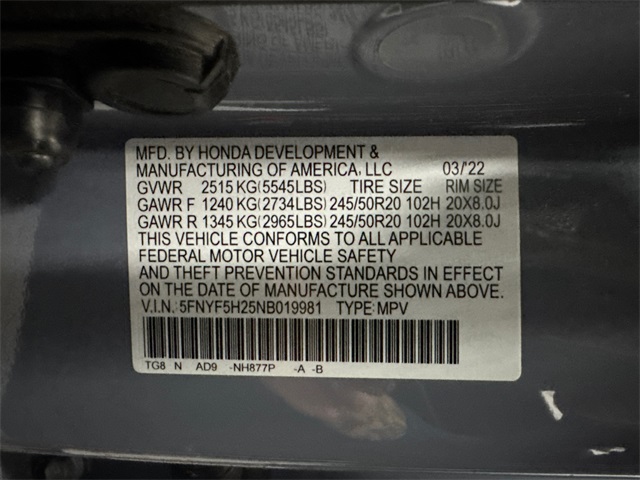 MFD. BY HONDA DEVELOPMENT &
MANUFACTURING OF AMERICA, LLC 03/'22
GVWR 2515 KG(5545LBS) TIRE SIZE RIM SIZE
GAWR F 1240 KG(2734LBS) 245/50R20 102H 20X8.0J
GAWR R 1345 KG(2965LBS) 245/50R20 102H 20X8.0J
THIS VEHICLE CONFORMS TO ALL APPLICABLE
FEDERAL MOTOR VEHICLE SAFETY
AND THEFT PREVENTION STANDARDS IN EFFECT
ON THE DATE OF MANUFACTURE SHOWN ABOVE.
V.I.N.: 5FNYF5H25NB019981 TYPE: MPV
TG8 N AD9 -NH877P -A -B